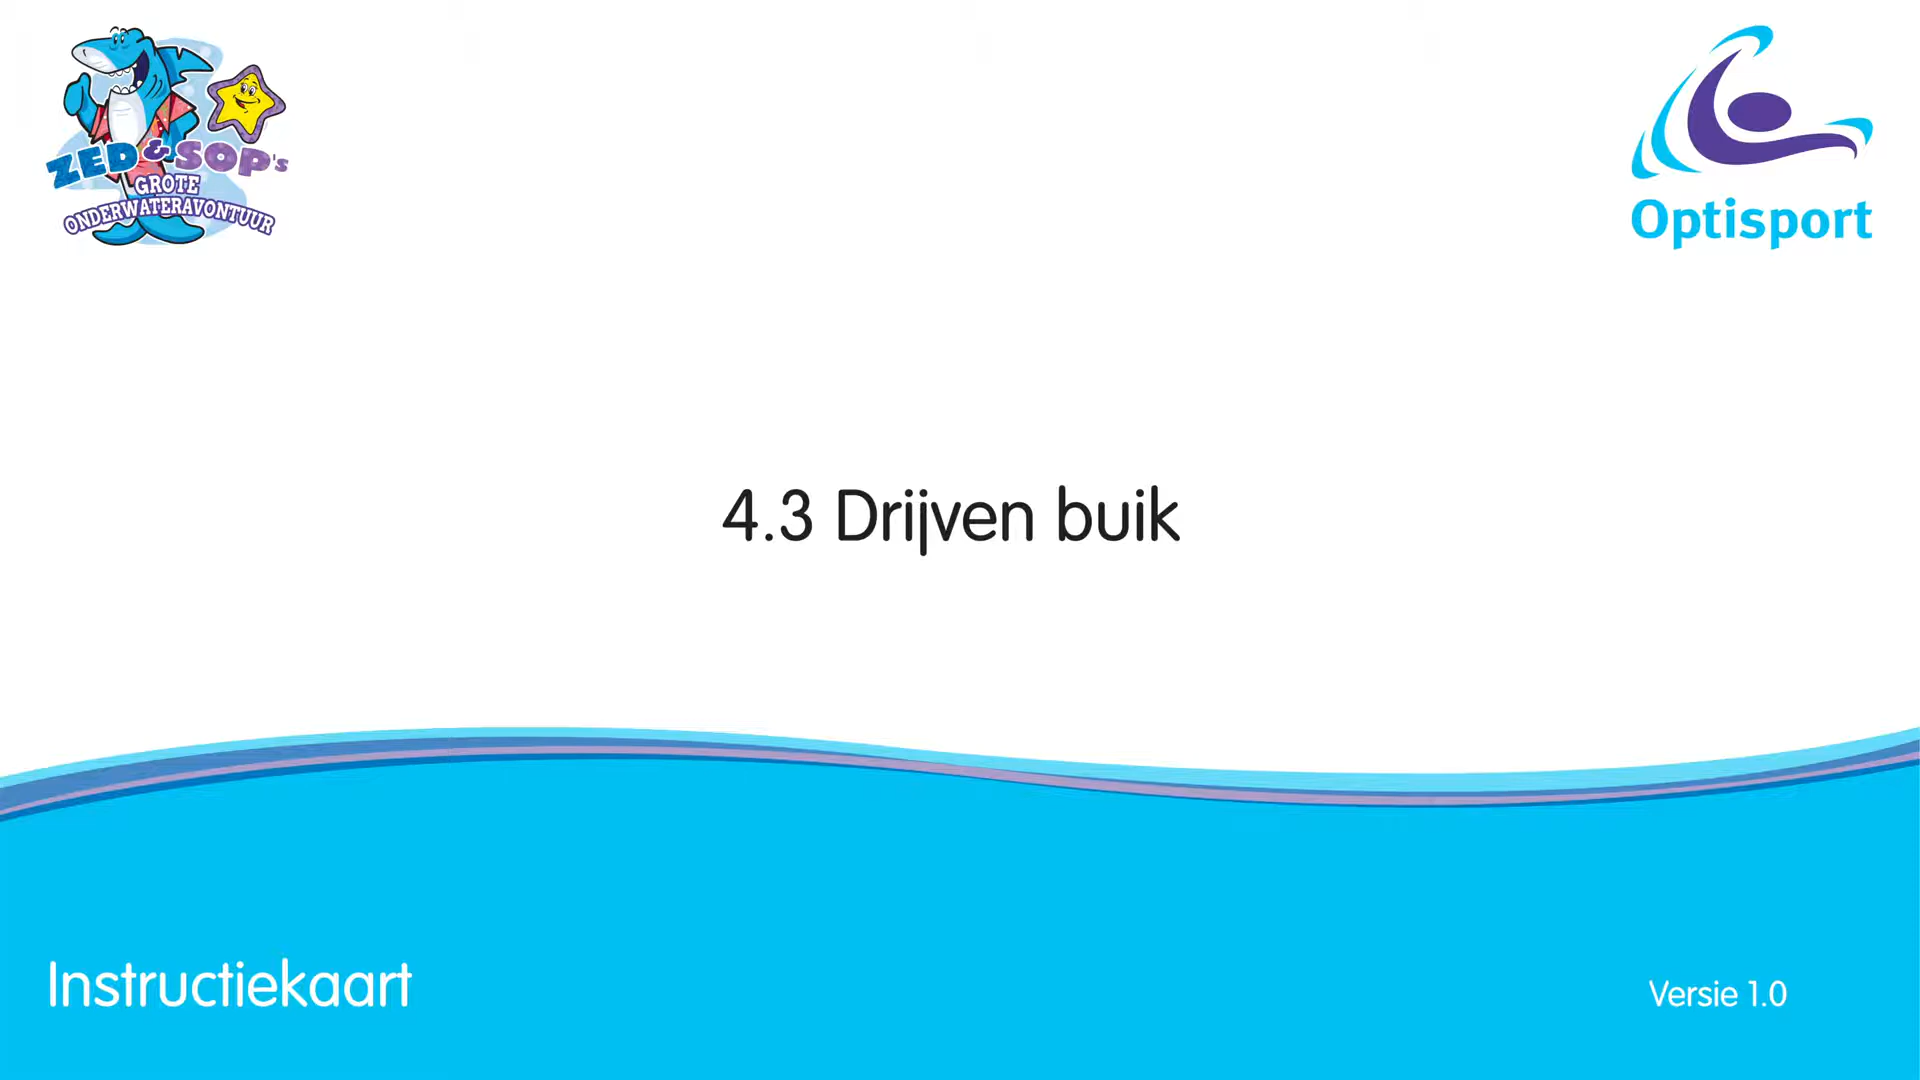 ZED & SOP's
GROTE
ONDERWATERAVONTUUR
Optisport
4.3 Drijven buik
Instructiekaart
Versie 1.0